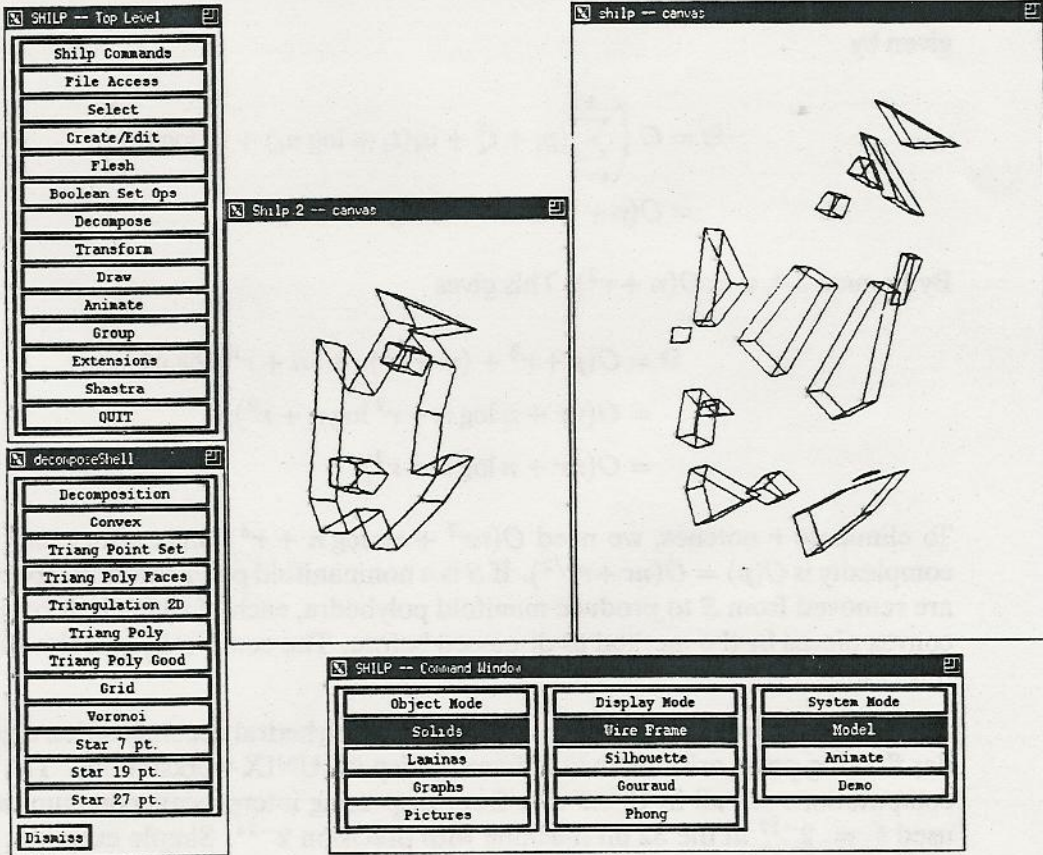 SHILP -- Top Level
Shilp Commands
File Access
Select
Create/Edit
Flesh
Boolean Set Ops
Decompose
Transform
Draw
Animate
Group
Extensions
Shastra
QUIT
decomposeShell
Decomposition
Convex
Triang Point Set
Triang Poly Faces
Triangulation 2D
Triang Poly
Triang Poly Good
Grid
Voronoi
Star 7 pt.
Star 19 pt.
Star 27 pt.
Dismiss
Shilp 2 -- canvas
shilp -- canvas
given by
SHILP -- Command Window
Object Mode
Solids
Laminas
Graphs
Pictures
Display Mode
Wire Frame
Silhouette
Gouraud
Phong
System Mode
Model
Animate
Demo